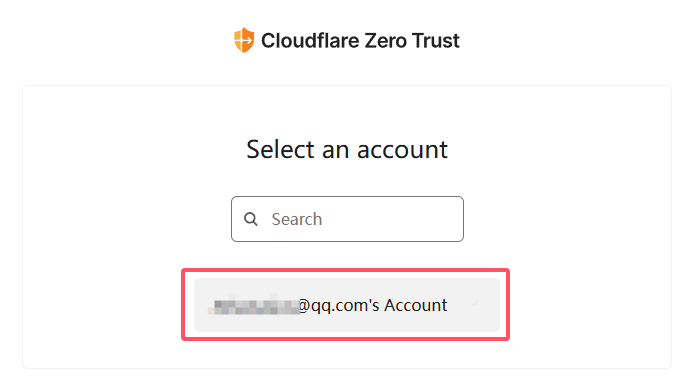 Cloudflare Zero Trust
Select an account
Search
@qq.com's Account